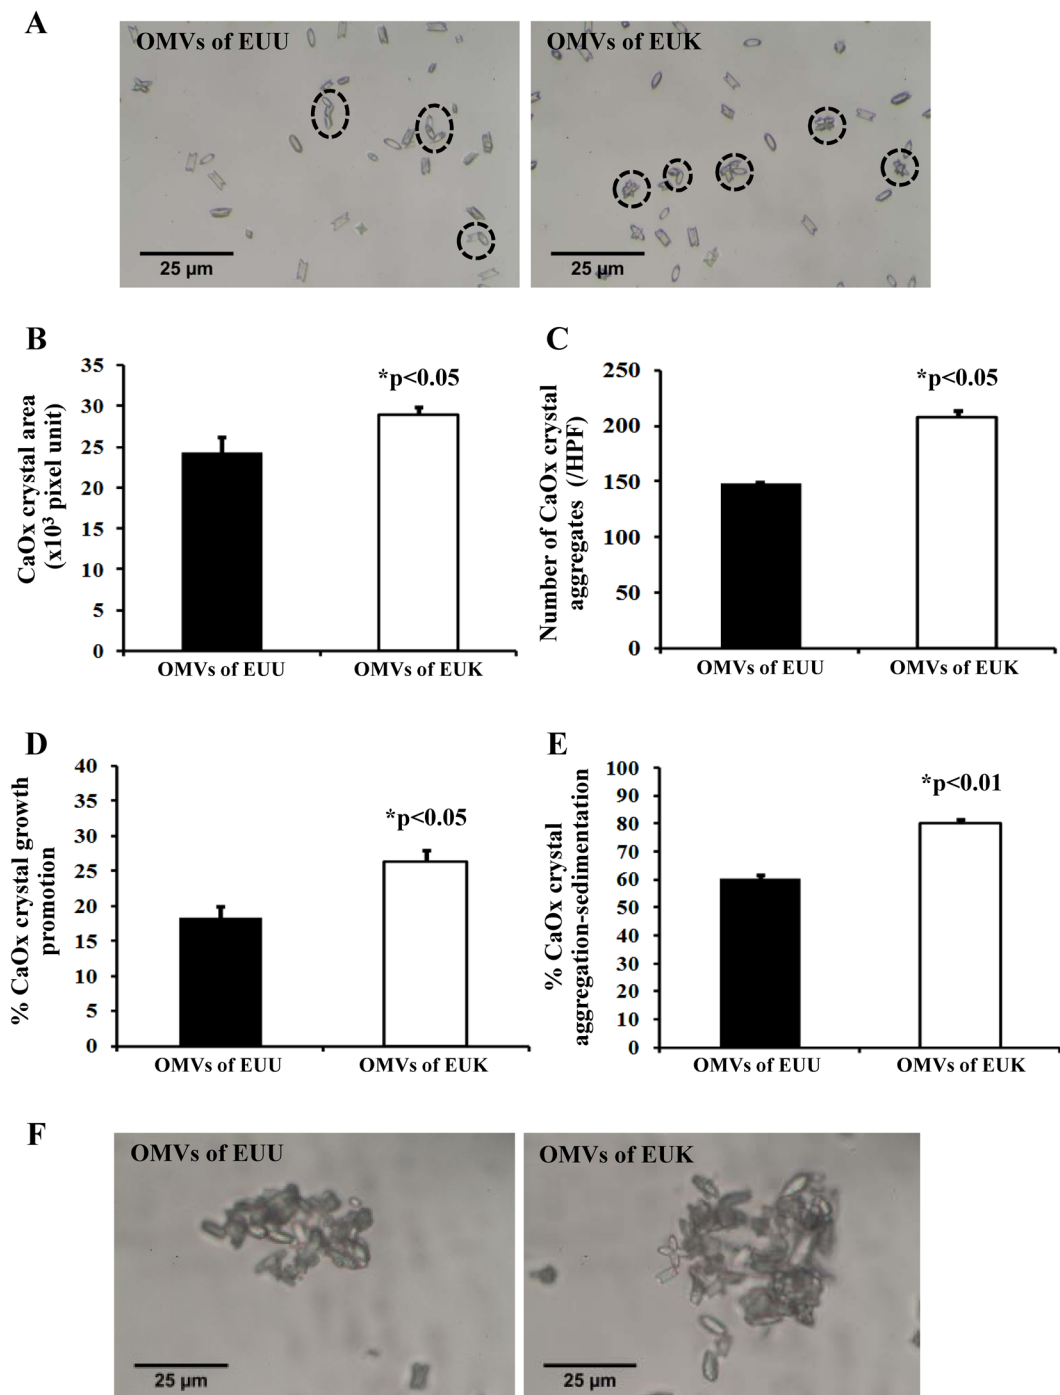 A
OMVs of EUU
OMVs of EUK
25 µm
25 µm
B
CaOx crystal area
(x10³ pixel unit)
35
30
25
20
15
10
5
0
*p<0.05
OMVs of EUU
OMVs of EUK
C
Number of CaOx crystal
aggregates (/HPF)
250
200
150
100
50
0
*p<0.05
OMVs of EUU
OMVs of EUK
D
% CaOx crystal growth
promotion
40
35
30
25
20
15
10
5
0
*p<0.05
OMVs of EUU
OMVs of EUK
E
% CaOx crystal
aggregation-sedimentation
100
90
80
70
60
50
40
30
20
10
0
*p<0.01
OMVs of EUU
OMVs of EUK
F
OMVs of EUU
OMVs of EUK
25 µm
25 µm